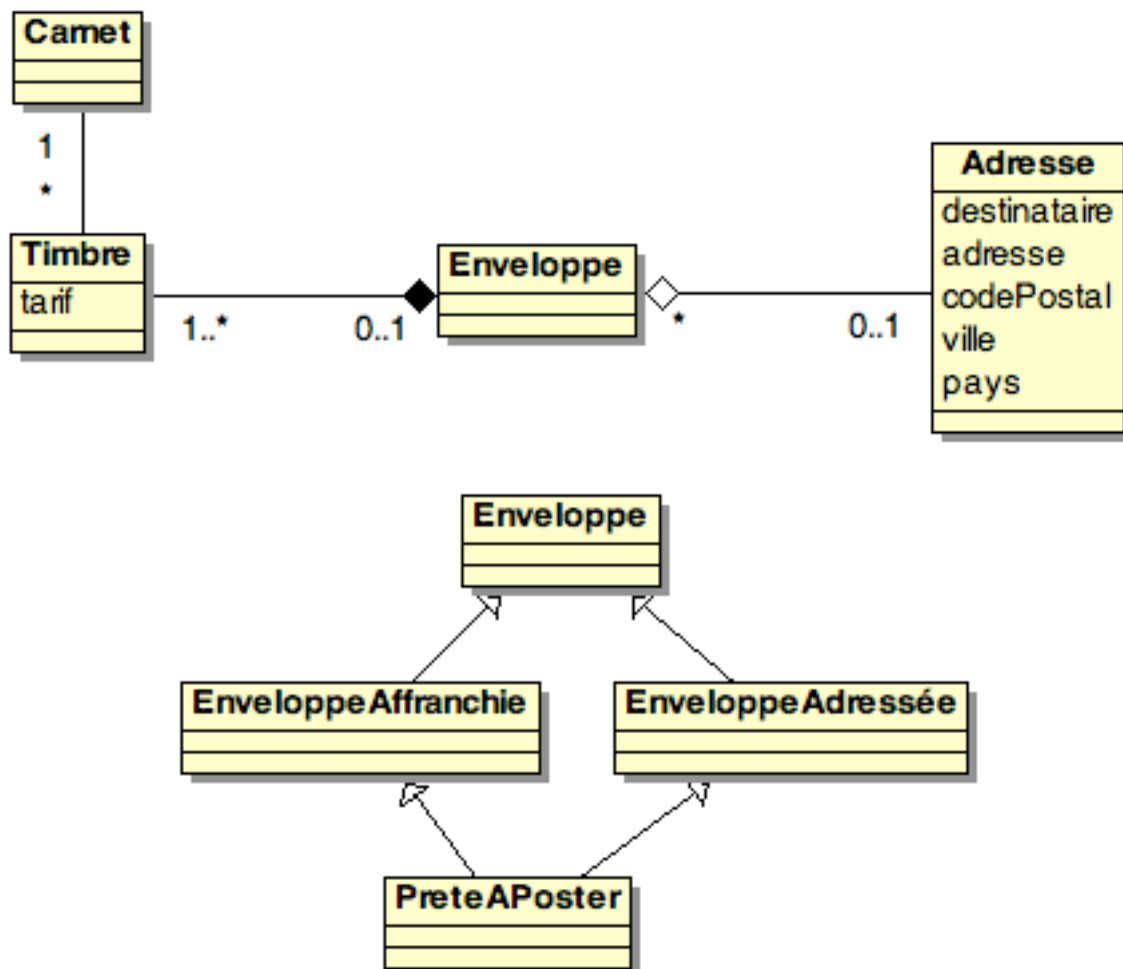 Carnet
1
*
Timbre
tarif
1..*
0..1
Enveloppe
*
0..1
Adresse
destinataire
adresse
codePostal
ville
pays
Enveloppe
EnveloppeAffranchie
EnveloppeAdressée
PreteAPoster